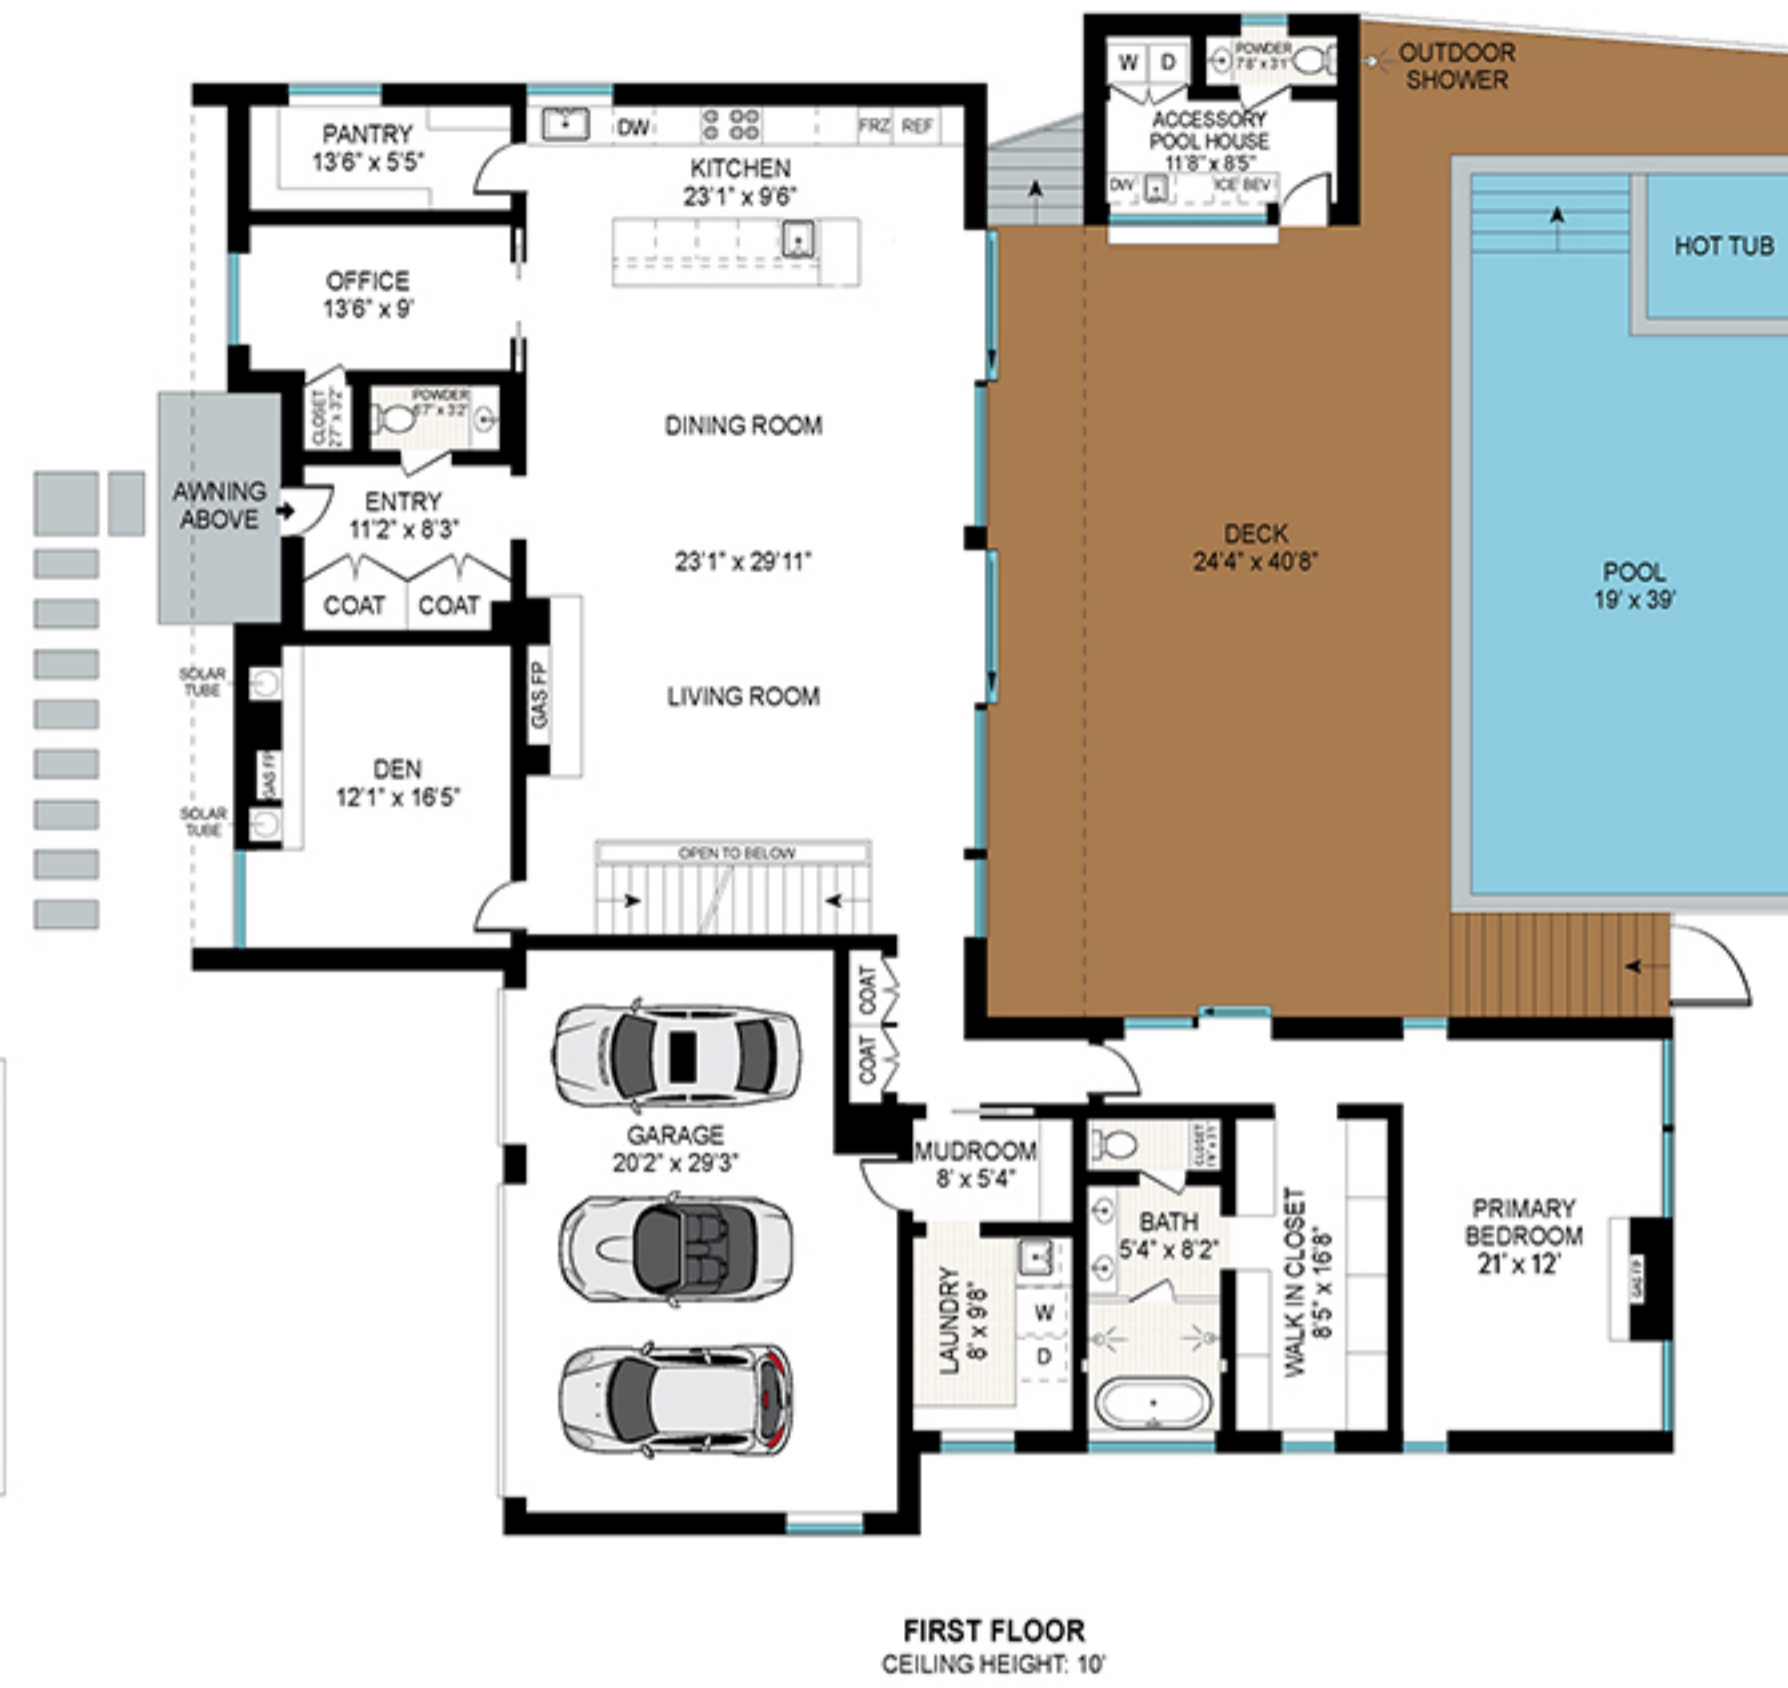 W
D
POWDER
7'8" x 3'1"
OUTDOOR
SHOWER
ACCESSORY
POOL HOUSE
11'8" x 8'5"
DW
ICE BEV
PANTRY
13'6" x 5'5"
DW
FRZ
REF
KITCHEN
23'1" x 9'6"
HOT TUB
OFFICE
13'6" x 9'
CLOSET
2'7" x 3'2"
POWDER
DINING ROOM
AWNING
ABOVE
ENTRY
11'2" x 8'3"
COAT
COAT
23'1" x 29'11"
DECK
24'4" x 40'8"
POOL
19' x 39'
SOLAR
TUBE
GAS FP
LIVING ROOM
GAS FP
DEN
12'1" x 16'5"
SOLAR
TUBE
OPEN TO BELOW
COAT
COAT
GARAGE
20'2" x 29'3"
MUDROOM
8' x 5'4"
CLOSET
BATH
5'4" x 8'2"
WALK IN CLOSET
8'5" x 16'8"
PRIMARY
BEDROOM
21' x 12'
GAS FP
LAUNDRY
8' x 9'8"
W
D
FIRST FLOOR
CEILING HEIGHT: 10'